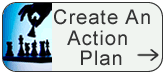 Create An
Action
Plan →